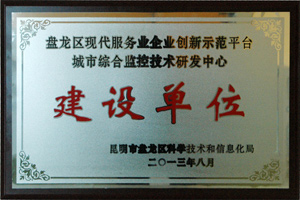 盘龙区现代服务业企业创新示范平台
城市综合监控技术研发中心
建设单位
昆明市盘龙区科学技术和信息化局
二〇一三年八月